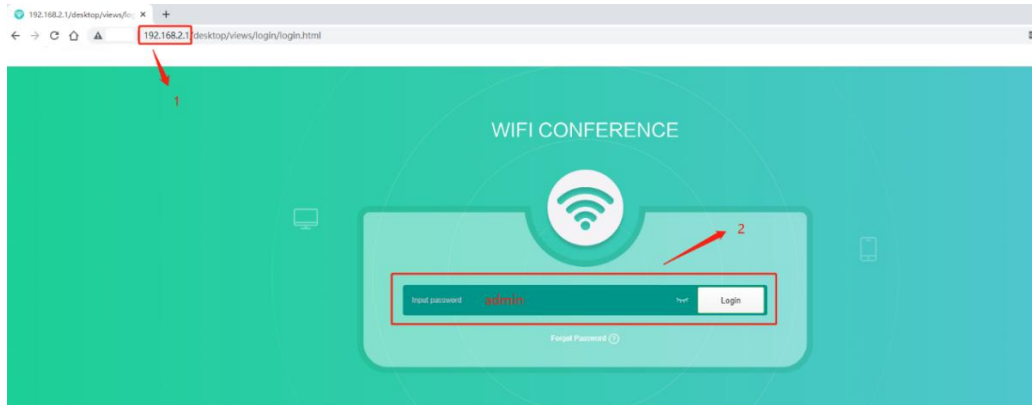 192.168.2.1/desktop/views/lo
192.168.2.1/desktop/views/login/login.html
1
WIFI CONFERENCE
2
Input password admin Login
Forgot Password ?